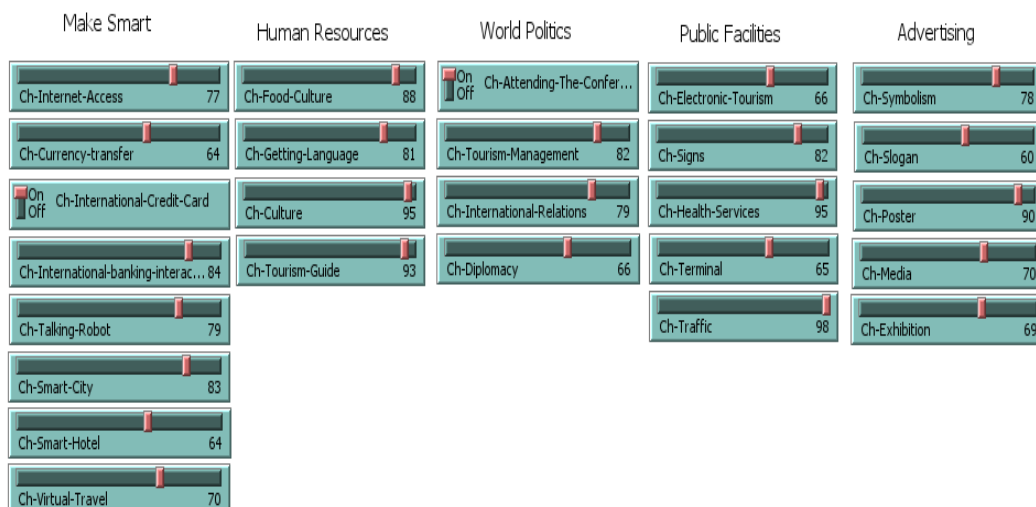 Make Smart
Ch-Internet-Access 77
Ch-Currency-transfer 64
On
Off
Ch-International-Credit-Card
Ch-International-banking-interac... 84
Ch-Talking-Robot 79
Ch-Smart-City 83
Ch-Smart-Hotel 64
Ch-Virtual-Travel 70
Human Resources
Ch-Food-Culture 88
Ch-Getting-Language 81
Ch-Culture 95
Ch-Tourism-Guide 93
World Politics
On
Off
Ch-Attending-The-Confer...
Ch-Tourism-Management 82
Ch-International-Relations 79
Ch-Diplomacy 66
Public Facilities
Ch-Electronic-Tourism 66
Ch-Signs 82
Ch-Health-Services 95
Ch-Terminal 65
Ch-Traffic 98
Advertising
Ch-Symbolism 78
Ch-Slogan 60
Ch-Poster 90
Ch-Media 70
Ch-Exhibition 69